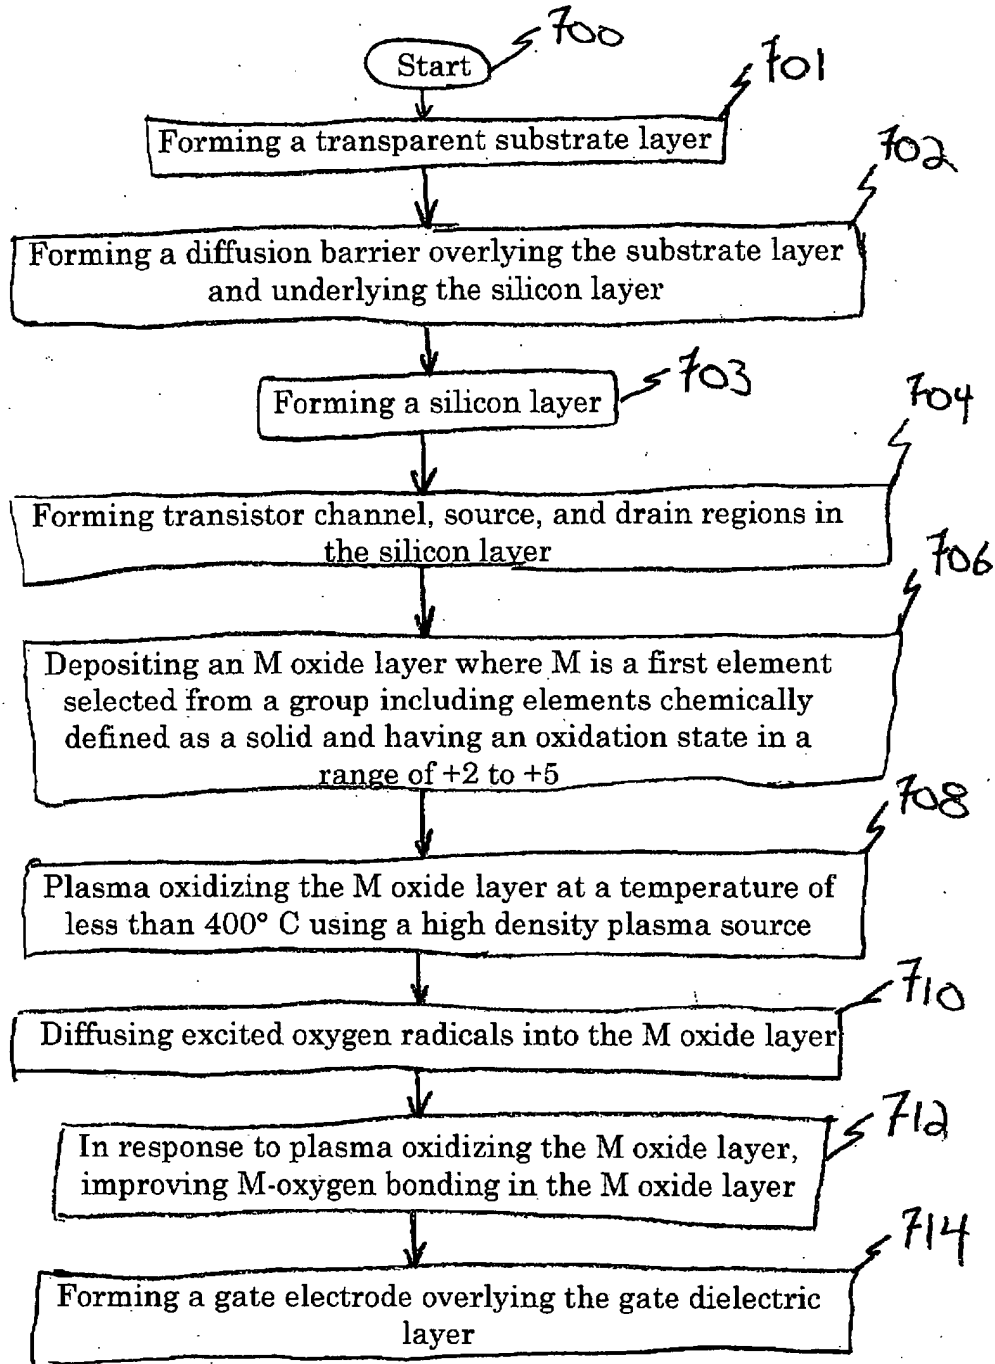 700
Start
701
Forming a transparent substrate layer
702
Forming a diffusion barrier overlying the substrate layer
and underlying the silicon layer
703
Forming a silicon layer
704
Forming transistor channel, source, and drain regions in
the silicon layer
706
Depositing an M oxide layer where M is a first element
selected from a group including elements chemically
defined as a solid and having an oxidation state in a
range of +2 to +5
708
Plasma oxidizing the M oxide layer at a temperature of
less than 400° C using a high density plasma source
710
Diffusing excited oxygen radicals into the M oxide layer
712
In response to plasma oxidizing the M oxide layer,
improving M-oxygen bonding in the M oxide layer
714
Forming a gate electrode overlying the gate dielectric
layer